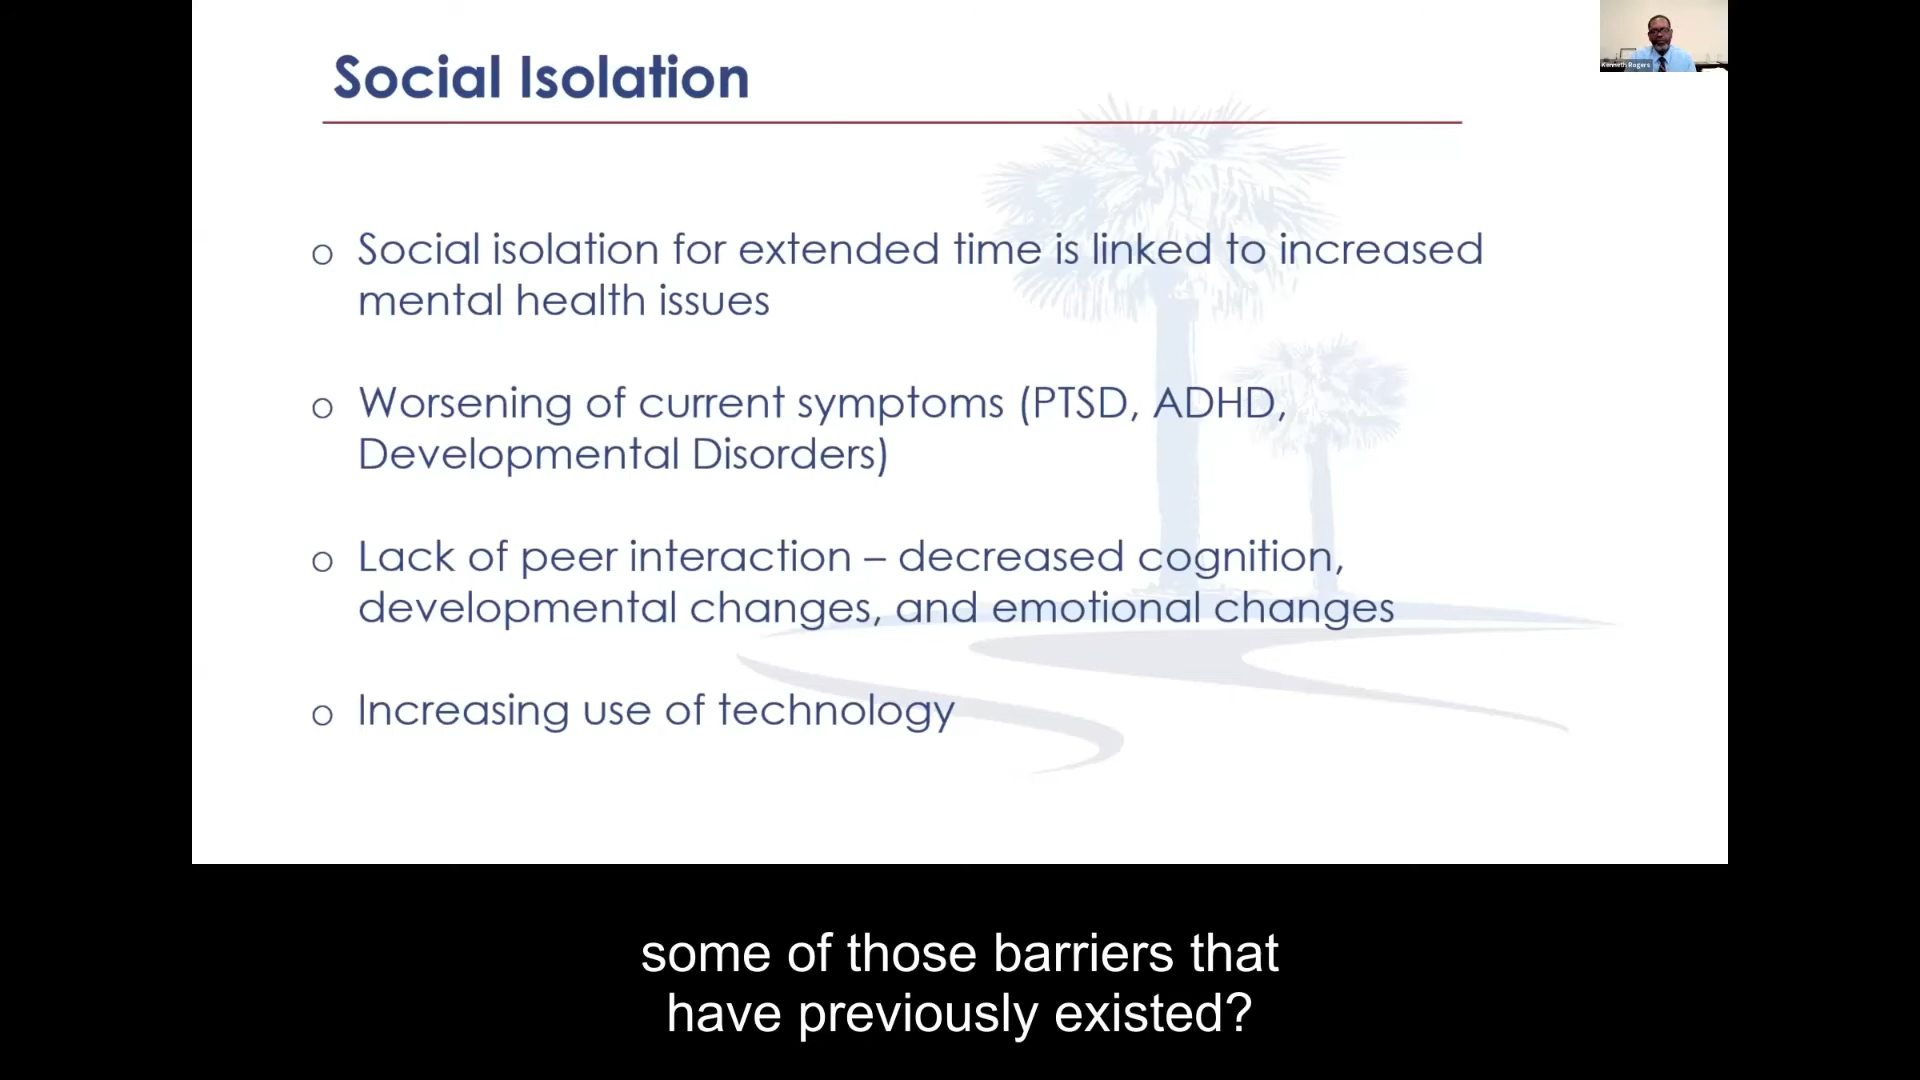 Social Isolation
Kenneth Rogers
o Social isolation for extended time is linked to increased
mental health issues
o Worsening of current symptoms (PTSD, ADHD,
Developmental Disorders)
o Lack of peer interaction – decreased cognition,
developmental changes, and emotional changes
o Increasing use of technology
some of those barriers that
have previously existed?